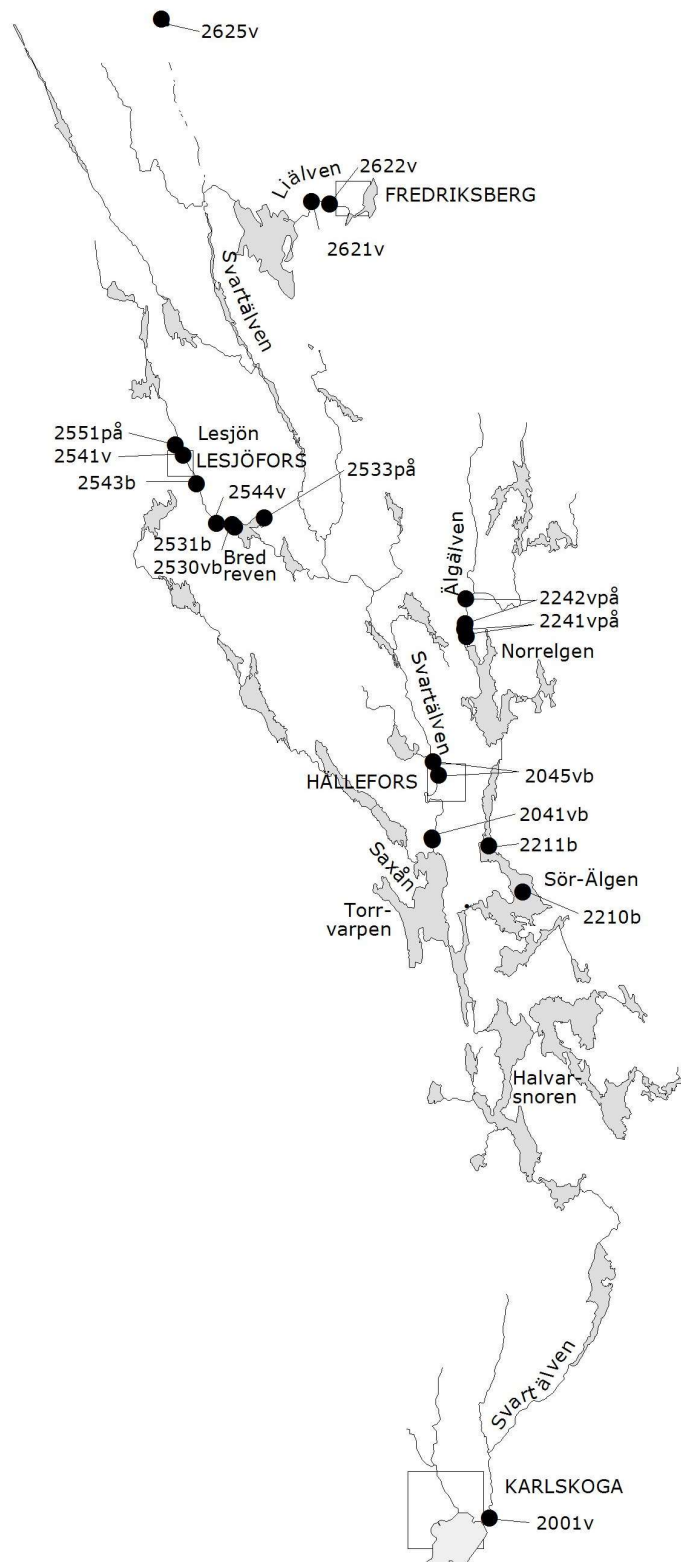 2625v
Liälven
2622v
FREDRIKSBERG
2621v
Svartälven
2551på
Lesjön
2541v
LESJÖFORS
2533på
2543b
2544v
2531b
Bred
2530vb
reven
Älgälven
2242vpå
2241vpå
Norrelgen
Svartälven
HÄLLEFORS
2045vb
2041vb
2211b
Saxån
Sör-Älgen
Torr-
varpen
2210b
Halvar-
snoren
Svartälven
KARLSKOGA
2001v